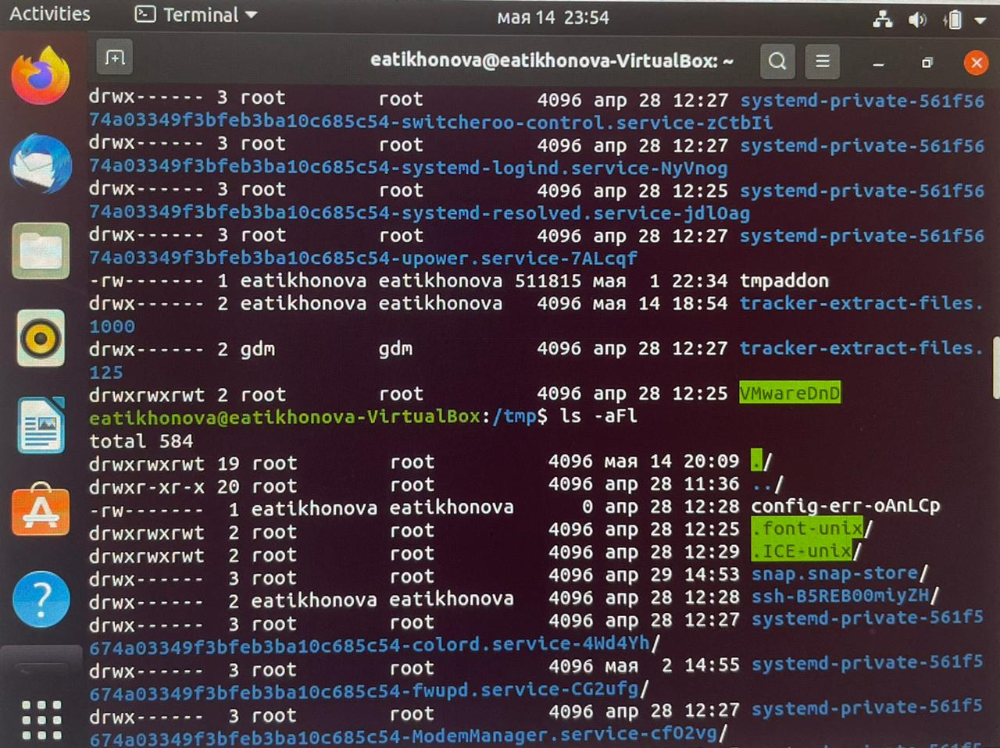 Activities Terminal мая 14 23:54
eatikhonova@eatikhonova-VirtualBox: ~
drwx------ 3 root root 4096 апр 28 12:27 systemd-private-561f56
74a03349f3bfeb3ba10c685c54-switcheroo-control.service-zCtbIi
drwx------ 3 root root 4096 апр 28 12:27 systemd-private-561f56
74a03349f3bfeb3ba10c685c54-systemd-logind.service-NyVnog
drwx------ 3 root root 4096 апр 28 12:25 systemd-private-561f56
74a03349f3bfeb3ba10c685c54-systemd-resolved.service-jdlOag
drwx------ 3 root root 4096 апр 28 12:27 systemd-private-561f56
74a03349f3bfeb3ba10c685c54-upower.service-7ALcqf
-rw------- 1 eatikhonova eatikhonova 511815 мая 1 22:34 tmpaddon
drwx------ 2 eatikhonova eatikhonova 4096 мая 14 18:54 tracker-extract-files.
1000
drwx------ 2 gdm gdm 4096 апр 28 12:27 tracker-extract-files.
125
drwxrwxrwt 2 root root 4096 апр 28 12:25 VMwareDnD
eatikhonova@eatikhonova-VirtualBox:/tmp$ ls -aFl
total 584
drwxrwxrwt 19 root root 4096 мая 14 20:09 ./
drwxr-xr-x 20 root root 4096 апр 28 11:36 ../
-rw------- 1 eatikhonova eatikhonova 0 апр 28 12:28 config-err-oAnLCp
drwxrwxrwt 2 root root 4096 апр 28 12:25 .font-unix/
drwxrwxrwt 2 root root 4096 апр 28 12:29 .ICE-unix/
drwx------ 3 root root 4096 апр 29 14:53 snap.snap-store/
drwx------ 2 eatikhonova eatikhonova 4096 апр 28 12:28 ssh-B5REB00miyZH/
drwx------ 3 root root 4096 апр 28 12:27 systemd-private-561f5
674a03349f3bfeb3ba10c685c54-colord.service-4Wd4Yh/
drwx------ 3 root root 4096 мая 2 14:55 systemd-private-561f5
674a03349f3bfeb3ba10c685c54-fwupd.service-CG2ufg/
drwx------ 3 root root 4096 апр 28 12:27 systemd-private-561f5
674a03349f3bfeb3ba10c685c54-ModemManager.service-cfO2vg/